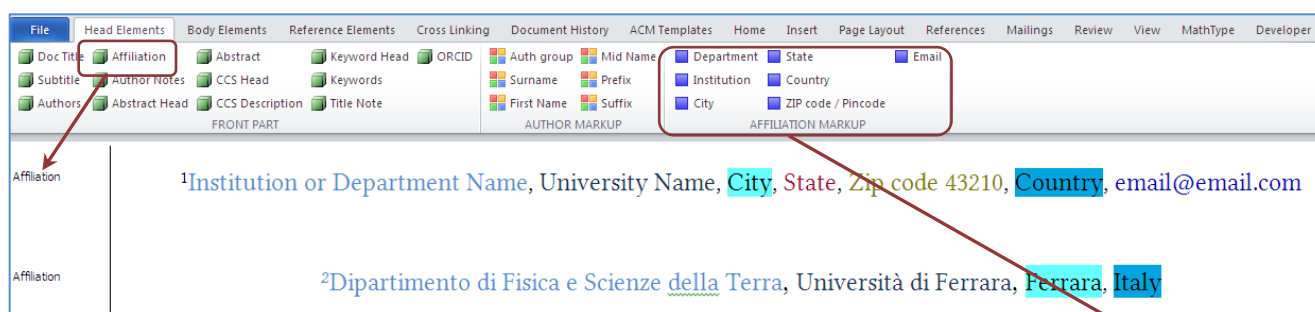 File Head Elements Body Elements Reference Elements Cross Linking Document History ACM Templates Home Insert Page Layout References Mailings Review View MathType Developer
Doc Title Affiliation Abstract Keyword Head ORCID Auth group Mid Name Department State Email
Subtitle Author Notes CCS Head Keywords Surname Prefix Institution Country
Authors Abstract Head CCS Description Title Note First Name Suffix City ZIP code / Pincode
FRONT PART AUTHOR MARKUP AFFILIATION MARKUP
Affiliation ¹Institution or Department Name, University Name, City, State, Zip code 43210, Country, email@email.com
Affiliation ²Dipartimento di Fisica e Scienze della Terra, Università di Ferrara, Ferrara, Italy